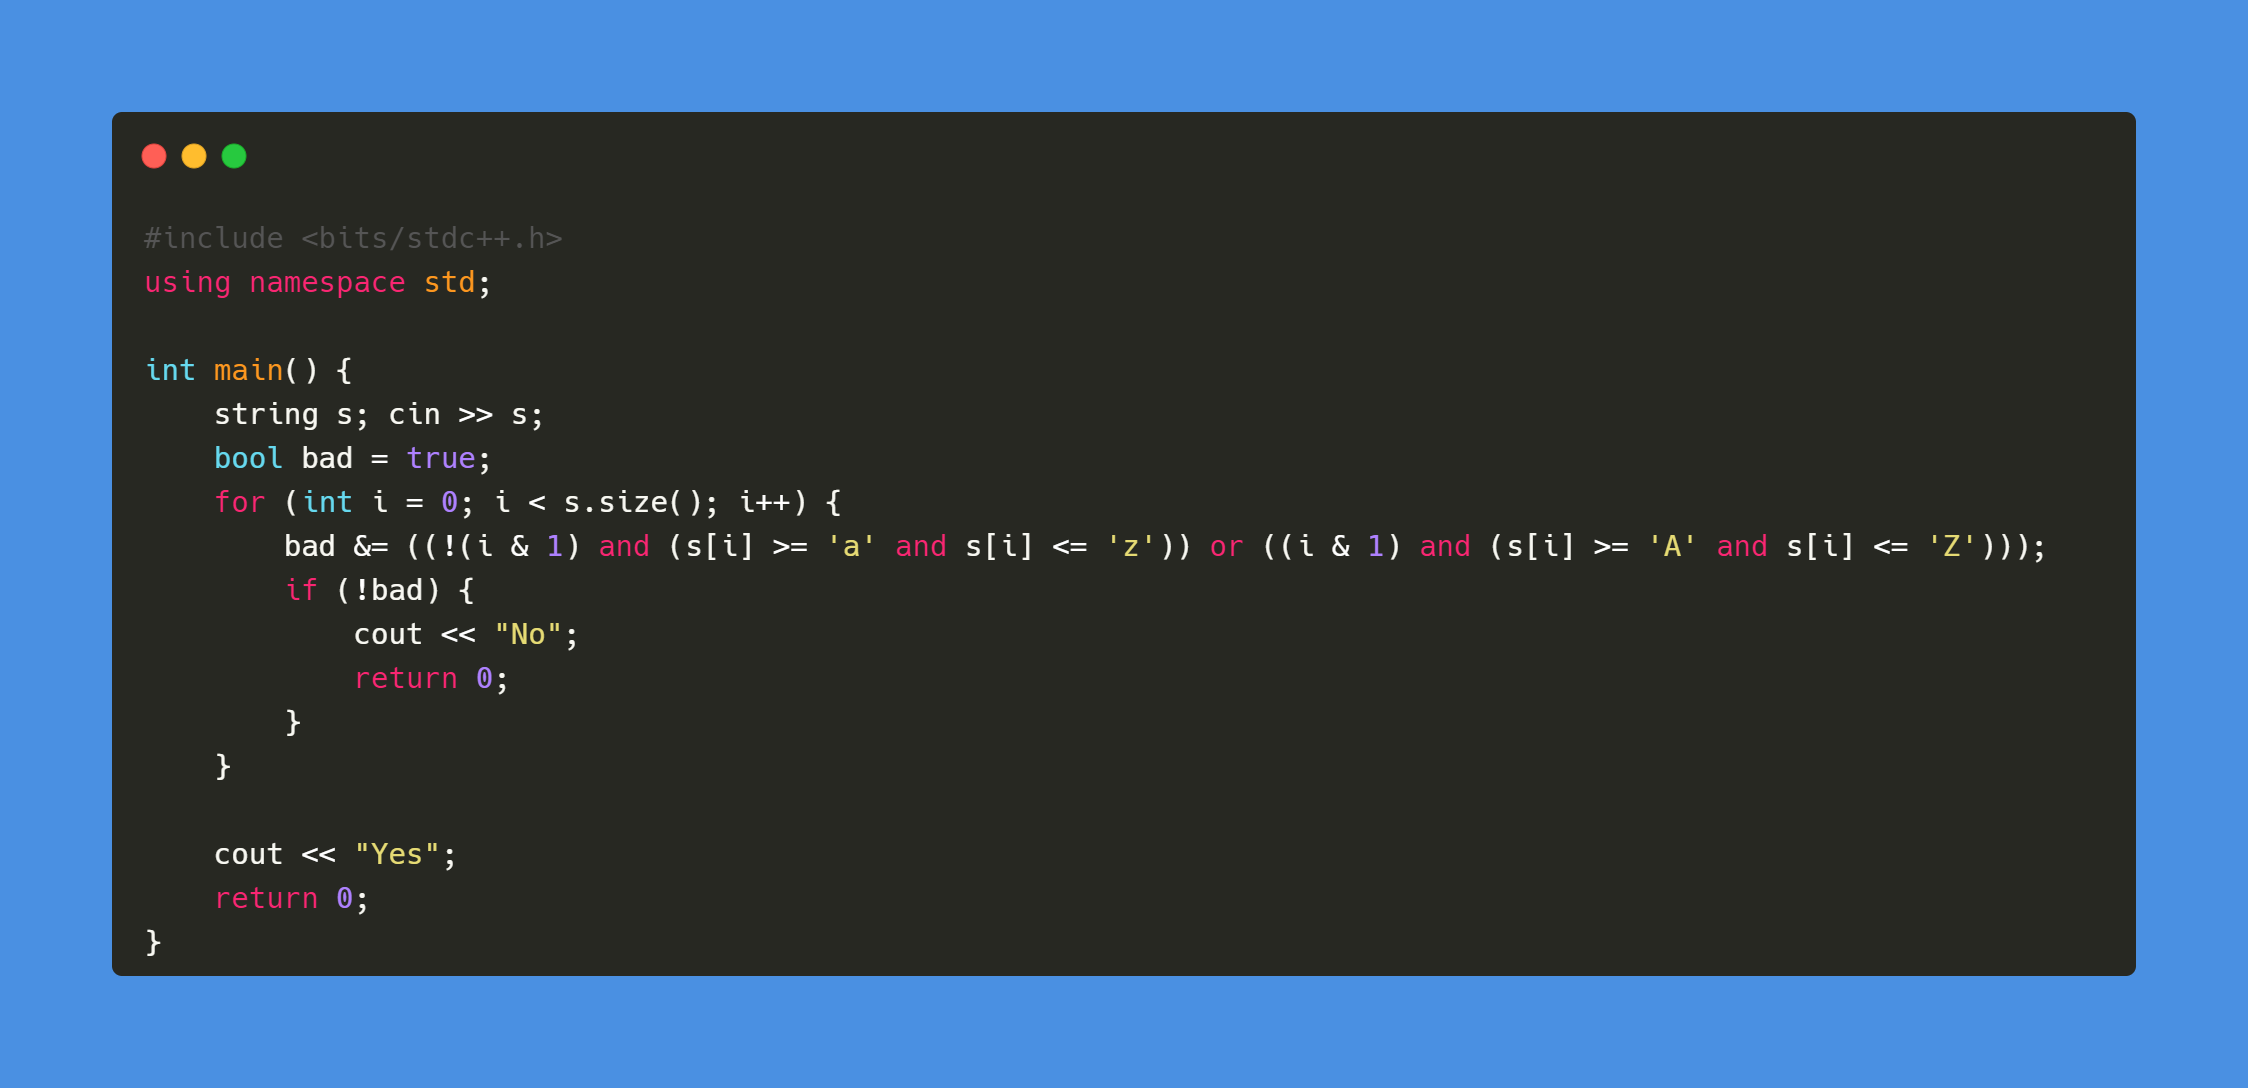 #include <bits/stdc++.h>
using namespace std;
int main() {
    string s; cin >> s;
    bool bad = true;
    for (int i = 0; i < s.size(); i++) {
        bad &= ((!(i & 1) and (s[i] >= 'a' and s[i] <= 'z')) or ((i & 1) and (s[i] >= 'A' and s[i] <= 'Z')));
        if (!bad) {
            cout << "No";
            return 0;
        }
    }
    cout << "Yes";
    return 0;
}